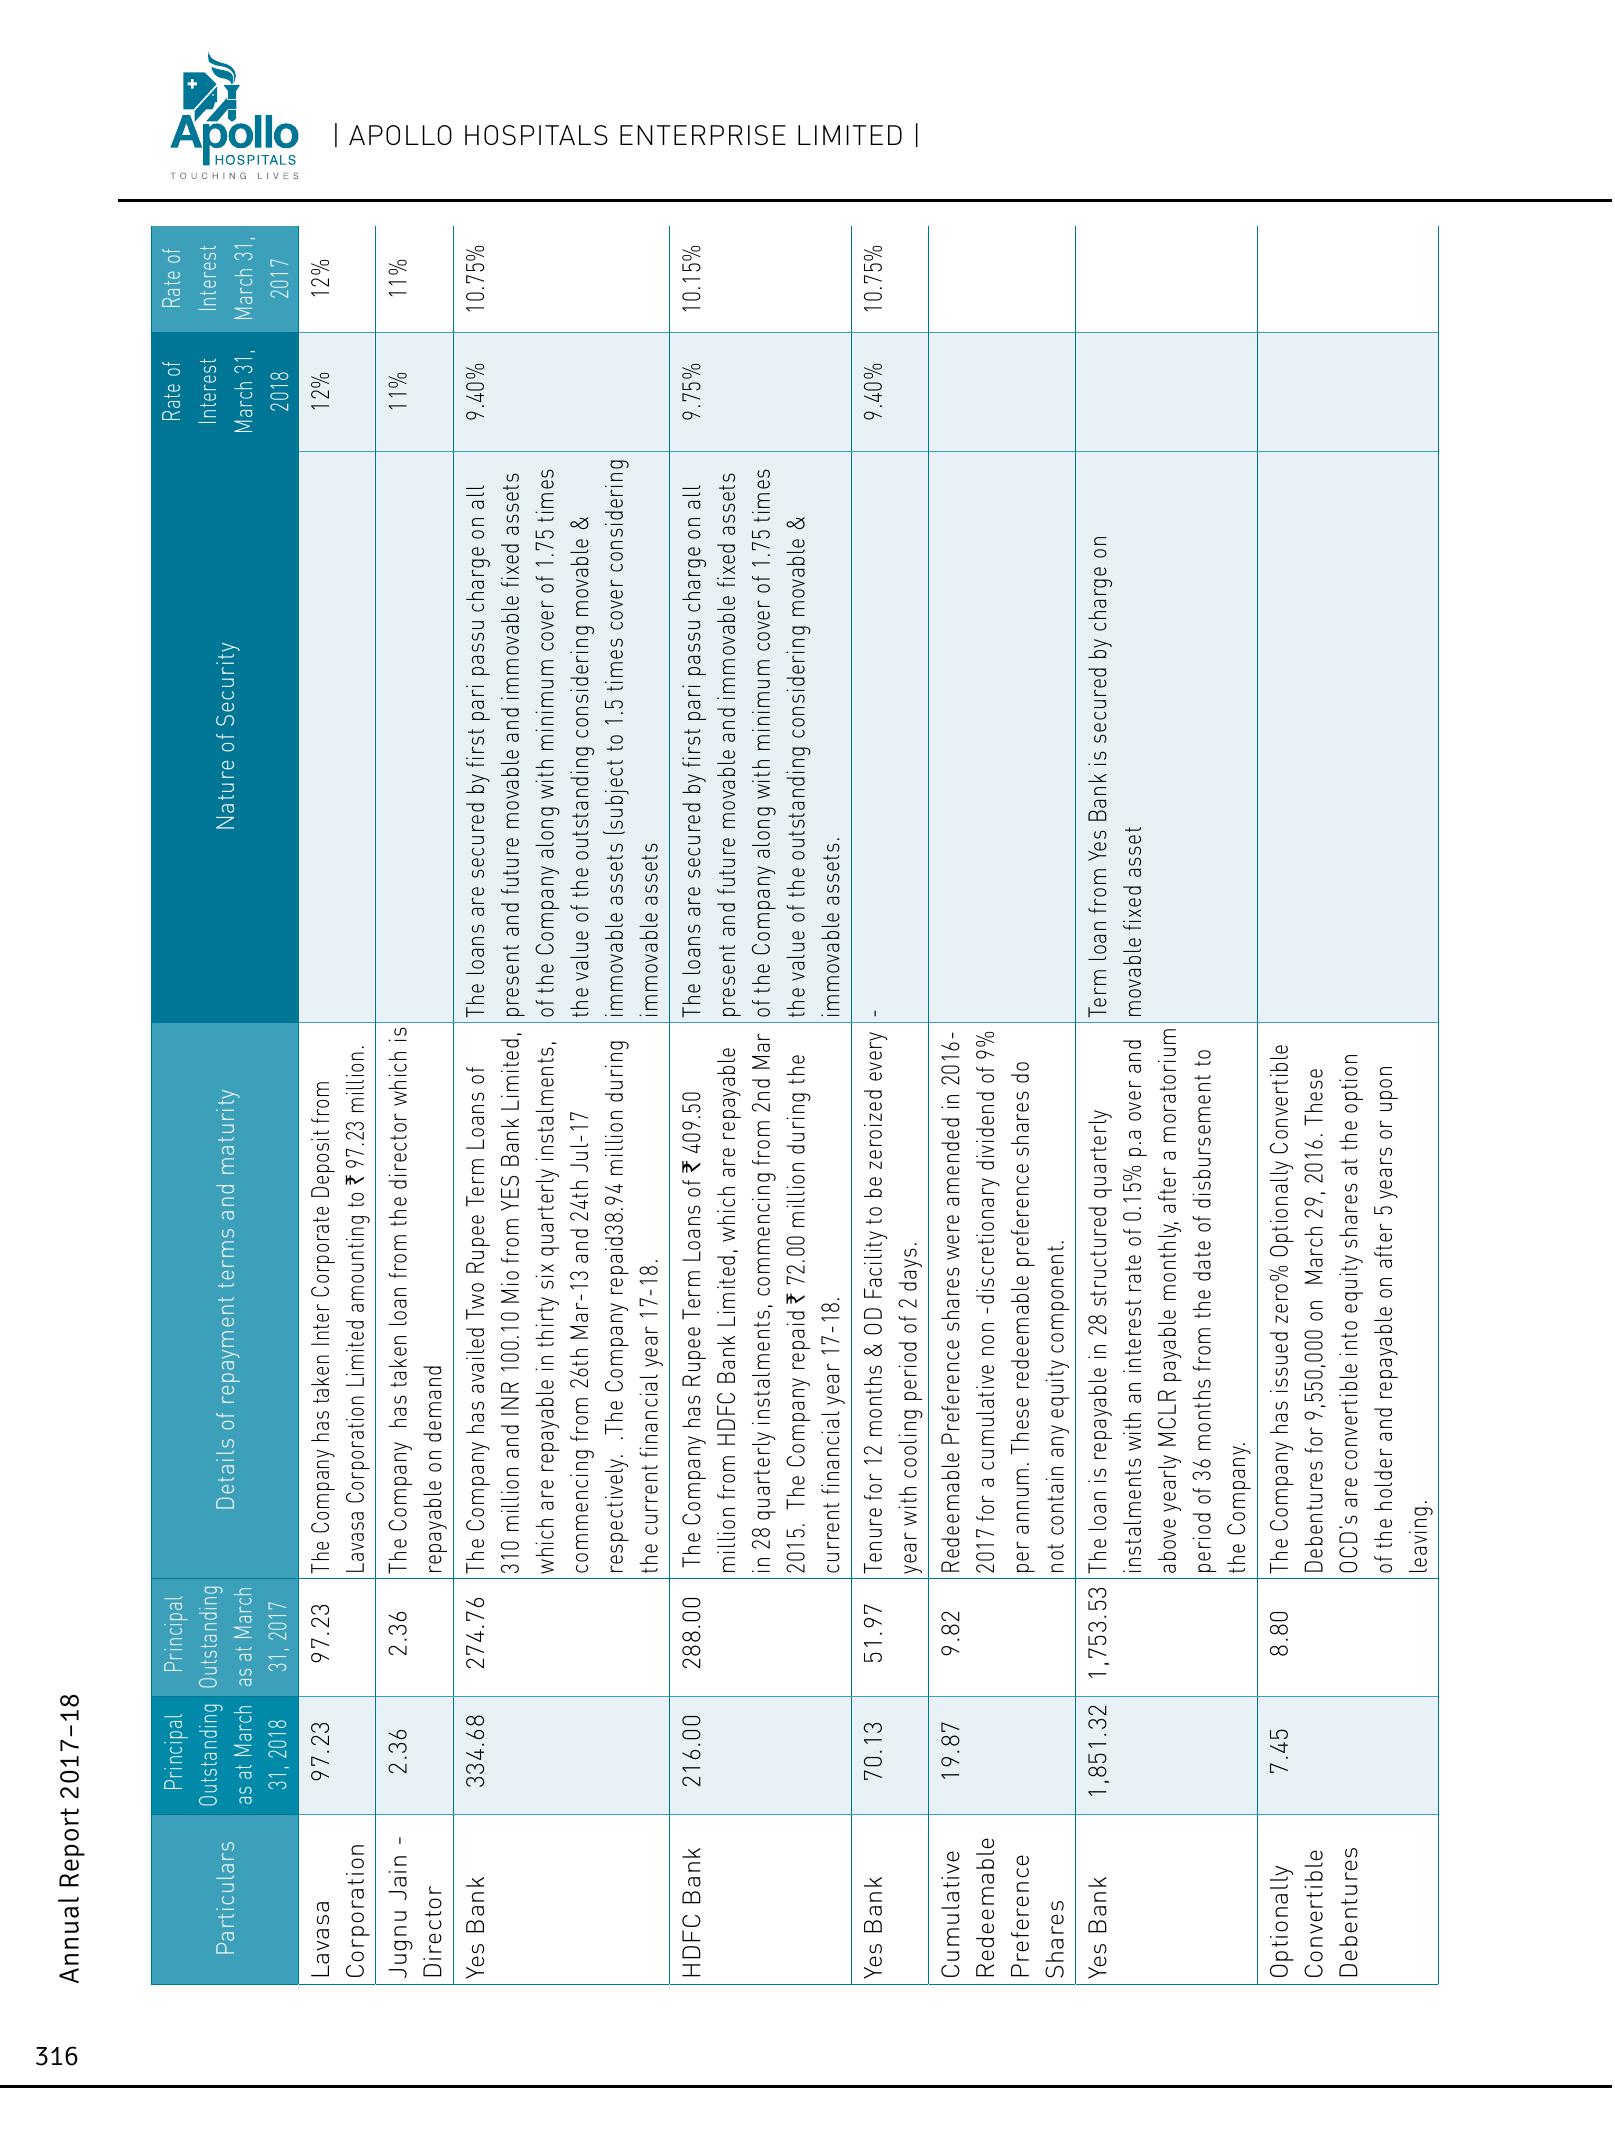 Apollo
HOSPITALS
TOUCHING LIVES
| APOLLO HOSPITALS ENTERPRISE LIMITED |
Annual Report 2017–18
316
Particulars
Principal
Outstanding
as at March
31, 2018
Principal
Outstanding
as at March
31, 2017
Details of repayment terms and maturity
Nature of Security
Rate of
Interest
March 31,
2018
Rate of
Interest
March 31,
2017
Lavasa
Corporation
97.23
97.23
The Company has taken Inter Corporate Deposit from
Lavasa Corporation Limited amounting to ₹ 97.23 million.
12%
12%
Jugnu Jain -
Director
2.36
2.36
The Company has taken loan from the director which is
repayable on demand
11%
11%
Yes Bank
334.68
274.76
The Company has availed Two Rupee Term Loans of
310 million and INR 100.10 Mio from YES Bank Limited,
which are repayable in thirty six quarterly instalments,
commencing from 26th Mar-13 and 24th Jul-17
respectively. .The Company repaid38.94 million during
the current financial year 17-18.
The loans are secured by first pari passu charge on all
present and future movable and immovable fixed assets
of the Company along with minimum cover of 1.75 times
the value of the outstanding considering movable &
immovable assets (subject to 1.5 times cover considering
immovable assets
9.40%
10.75%
HDFC Bank
216.00
288.00
The Company has Rupee Term Loans of ₹ 409.50
million from HDFC Bank Limited, which are repayable
in 28 quarterly instalments, commencing from 2nd Mar
2015. The Company repaid ₹ 72.00 million during the
current financial year 17-18.
The loans are secured by first pari passu charge on all
present and future movable and immovable fixed assets
of the Company along with minimum cover of 1.75 times
the value of the outstanding considering movable &
immovable assets.
9.75%
10.15%
Yes Bank
70.13
51.97
Tenure for 12 months & OD Facility to be zeroized every
year with cooling period of 2 days.
-
9.40%
10.75%
Cumulative
Redeemable
Preference
Shares
19.87
9.82
Redeemable Preference shares were amended in 2016-
2017 for a cumulative non -discretionary dividend of 9%
per annum. These redeemable preference shares do
not contain any equity component.
Yes Bank
1,851.32
1,753.53
The loan is repayable in 28 structured quarterly
instalments with an interest rate of 0.15% p.a over and
above yearly MCLR payable monthly, after a moratorium
period of 36 months from the date of disbursement to
the Company.
Term loan from Yes Bank is secured by charge on
movable fixed asset
Optionally
Convertible
Debentures
7.45
8.80
The Company has issued zero% Optionally Convertible
Debentures for 9,550,000 on March 29, 2016. These
OCD's are convertible into equity shares at the option
of the holder and repayable on after 5 years or upon
leaving.